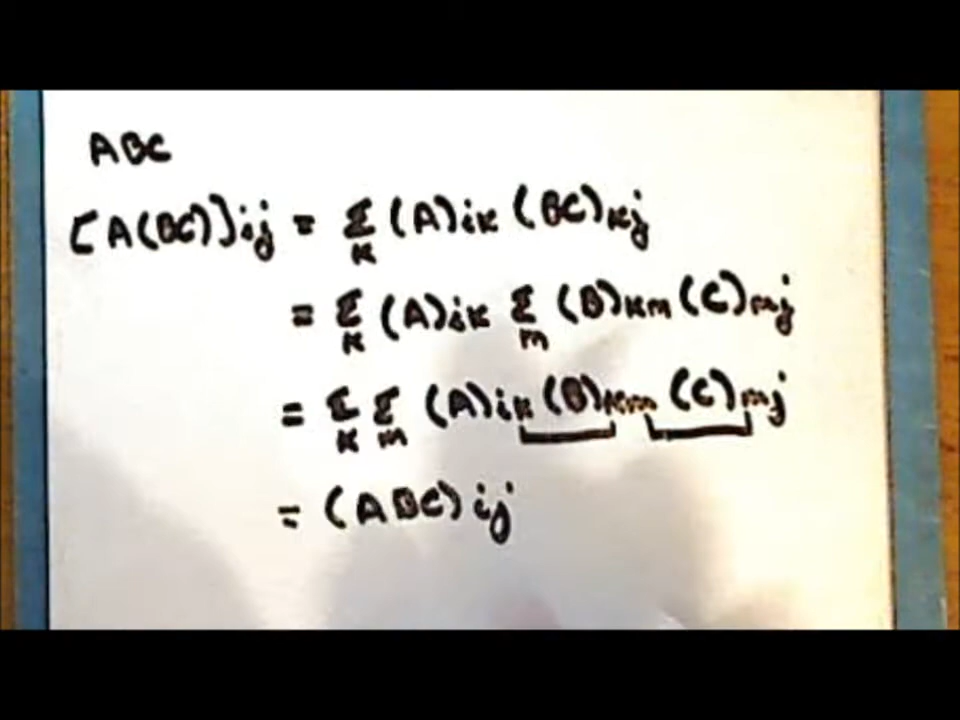 ABC
[A(BC)]ij = Σk (A)ik (BC)kj
= Σk (A)ik Σm (B)km (C)mj
= Σk Σm (A)ik (B)km (C)mj
= (ABC)ij